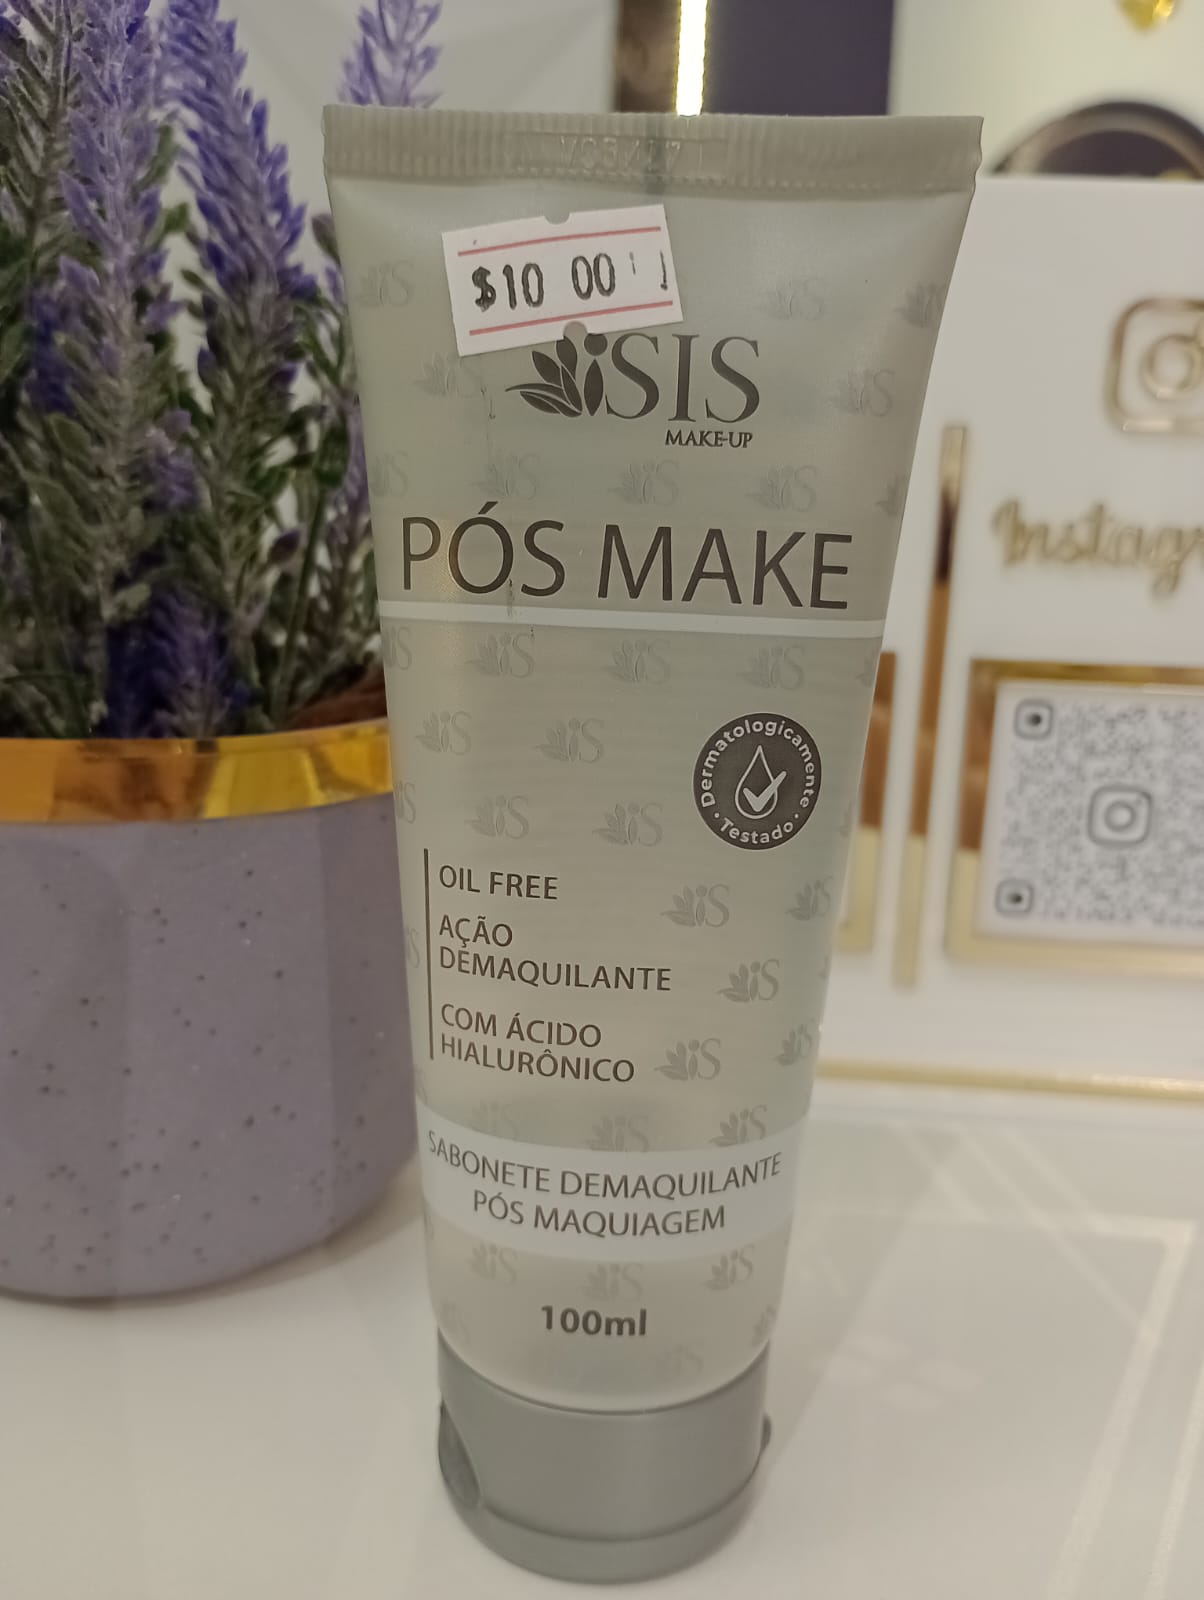 $10 00
iSIS
MAKE-UP
PÓS MAKE
Dermatologicamente
Testado
OIL FREE
AÇÃO
DEMAQUILANTE
COM ÁCIDO
HIALURÔNICO
SABONETE DEMAQUILANTE
PÓS MAQUIAGEM
100ml